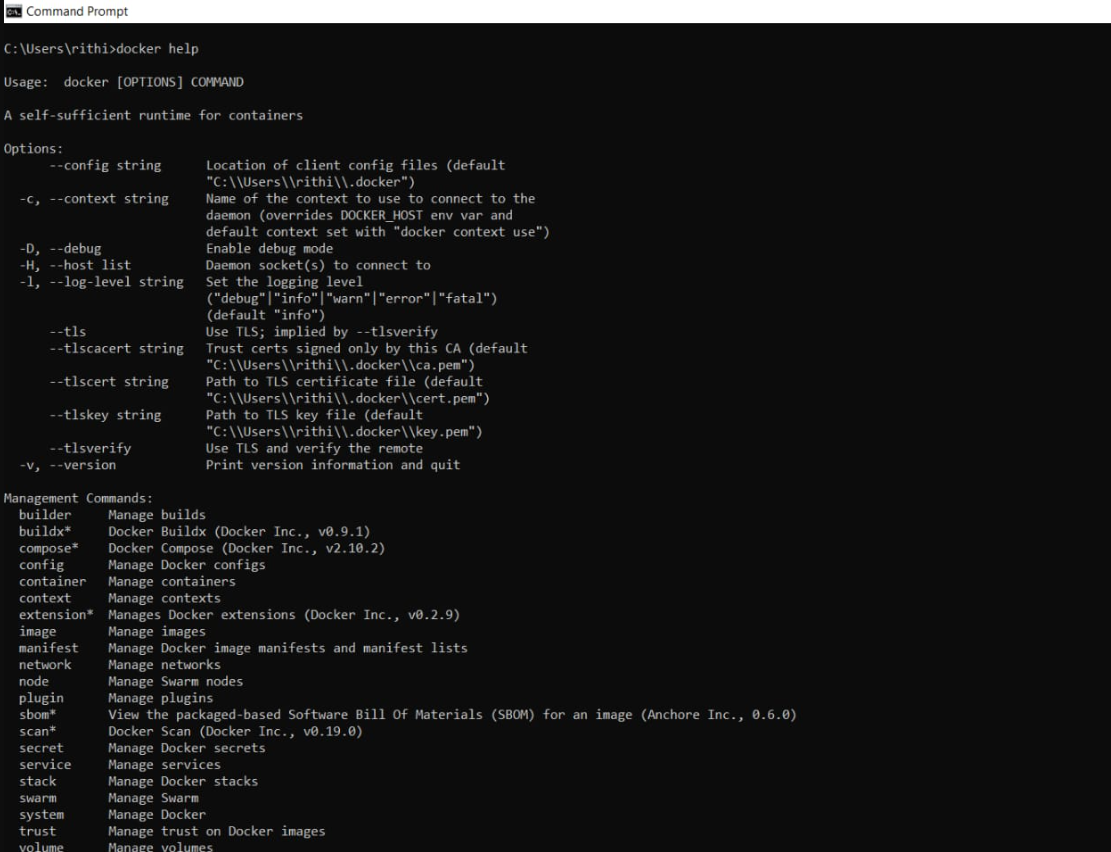 Command Prompt
C:\Users\rithi>docker help
Usage:  docker [OPTIONS] COMMAND
A self-sufficient runtime for containers
Options:
      --config string      Location of client config files (default
                           "C:\\Users\\rithi\\.docker")
  -c, --context string     Name of the context to use to connect to the
                           daemon (overrides DOCKER_HOST env var and
                           default context set with "docker context use")
  -D, --debug              Enable debug mode
  -H, --host list          Daemon socket(s) to connect to
  -l, --log-level string   Set the logging level
                           ("debug"|"info"|"warn"|"error"|"fatal")
                           (default "info")
      --tls                Use TLS; implied by --tlsverify
      --tlscacert string   Trust certs signed only by this CA (default
                           "C:\\Users\\rithi\\.docker\\ca.pem")
      --tlscert string     Path to TLS certificate file (default
                           "C:\\Users\\rithi\\.docker\\cert.pem")
      --tlskey string      Path to TLS key file (default
                           "C:\\Users\\rithi\\.docker\\key.pem")
      --tlsverify          Use TLS and verify the remote
  -v, --version            Print version information and quit
Management Commands:
  builder     Manage builds
  buildx*     Docker Buildx (Docker Inc., v0.9.1)
  compose*    Docker Compose (Docker Inc., v2.10.2)
  config      Manage Docker configs
  container   Manage containers
  context     Manage contexts
  extension*  Manages Docker extensions (Docker Inc., v0.2.9)
  image       Manage images
  manifest    Manage Docker image manifests and manifest lists
  network     Manage networks
  node        Manage Swarm nodes
  plugin      Manage plugins
  sbom*       View the packaged-based Software Bill Of Materials (SBOM) for an image (Anchore Inc., 0.6.0)
  scan*       Docker Scan (Docker Inc., v0.19.0)
  secret      Manage Docker secrets
  service     Manage services
  stack       Manage Docker stacks
  swarm       Manage Swarm
  system      Manage Docker
  trust       Manage trust on Docker images
  volume      Manage volumes